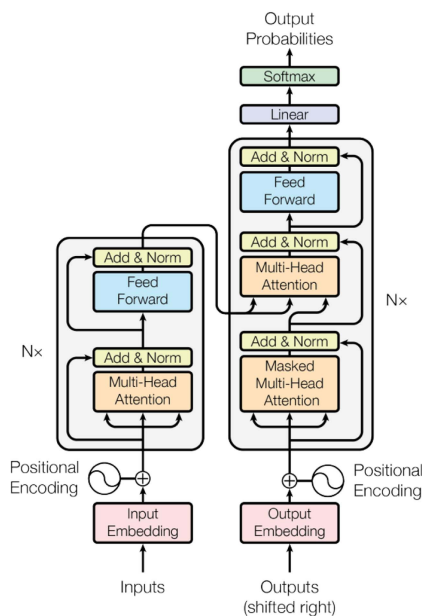 Output
Probabilities
Softmax
Linear
Add & Norm
Feed
Forward
Add & Norm
Multi-Head
Attention
Add & Norm
Masked
Multi-Head
Attention
N×
Positional
Encoding
Output
Embedding
Outputs
(shifted right)
Add & Norm
Feed
Forward
Add & Norm
Multi-Head
Attention
N×
Positional
Encoding
Input
Embedding
Inputs